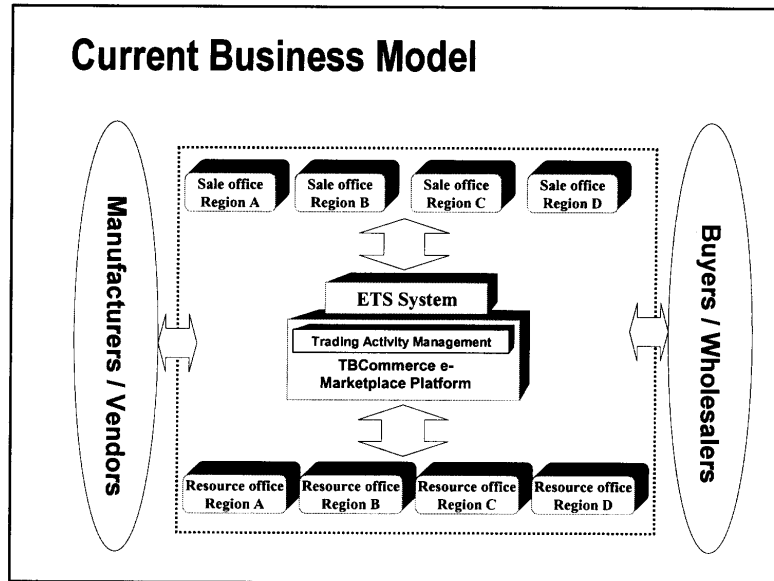 Current Business Model
Manufacturers / Vendors
Sale office
Region A
Sale office
Region B
Sale office
Region C
Sale office
Region D
ETS System
Trading Activity Management
TBCommerce e-
Marketplace Platform
Resource office
Region A
Resource office
Region B
Resource office
Region C
Resource office
Region D
Buyers / Wholesalers